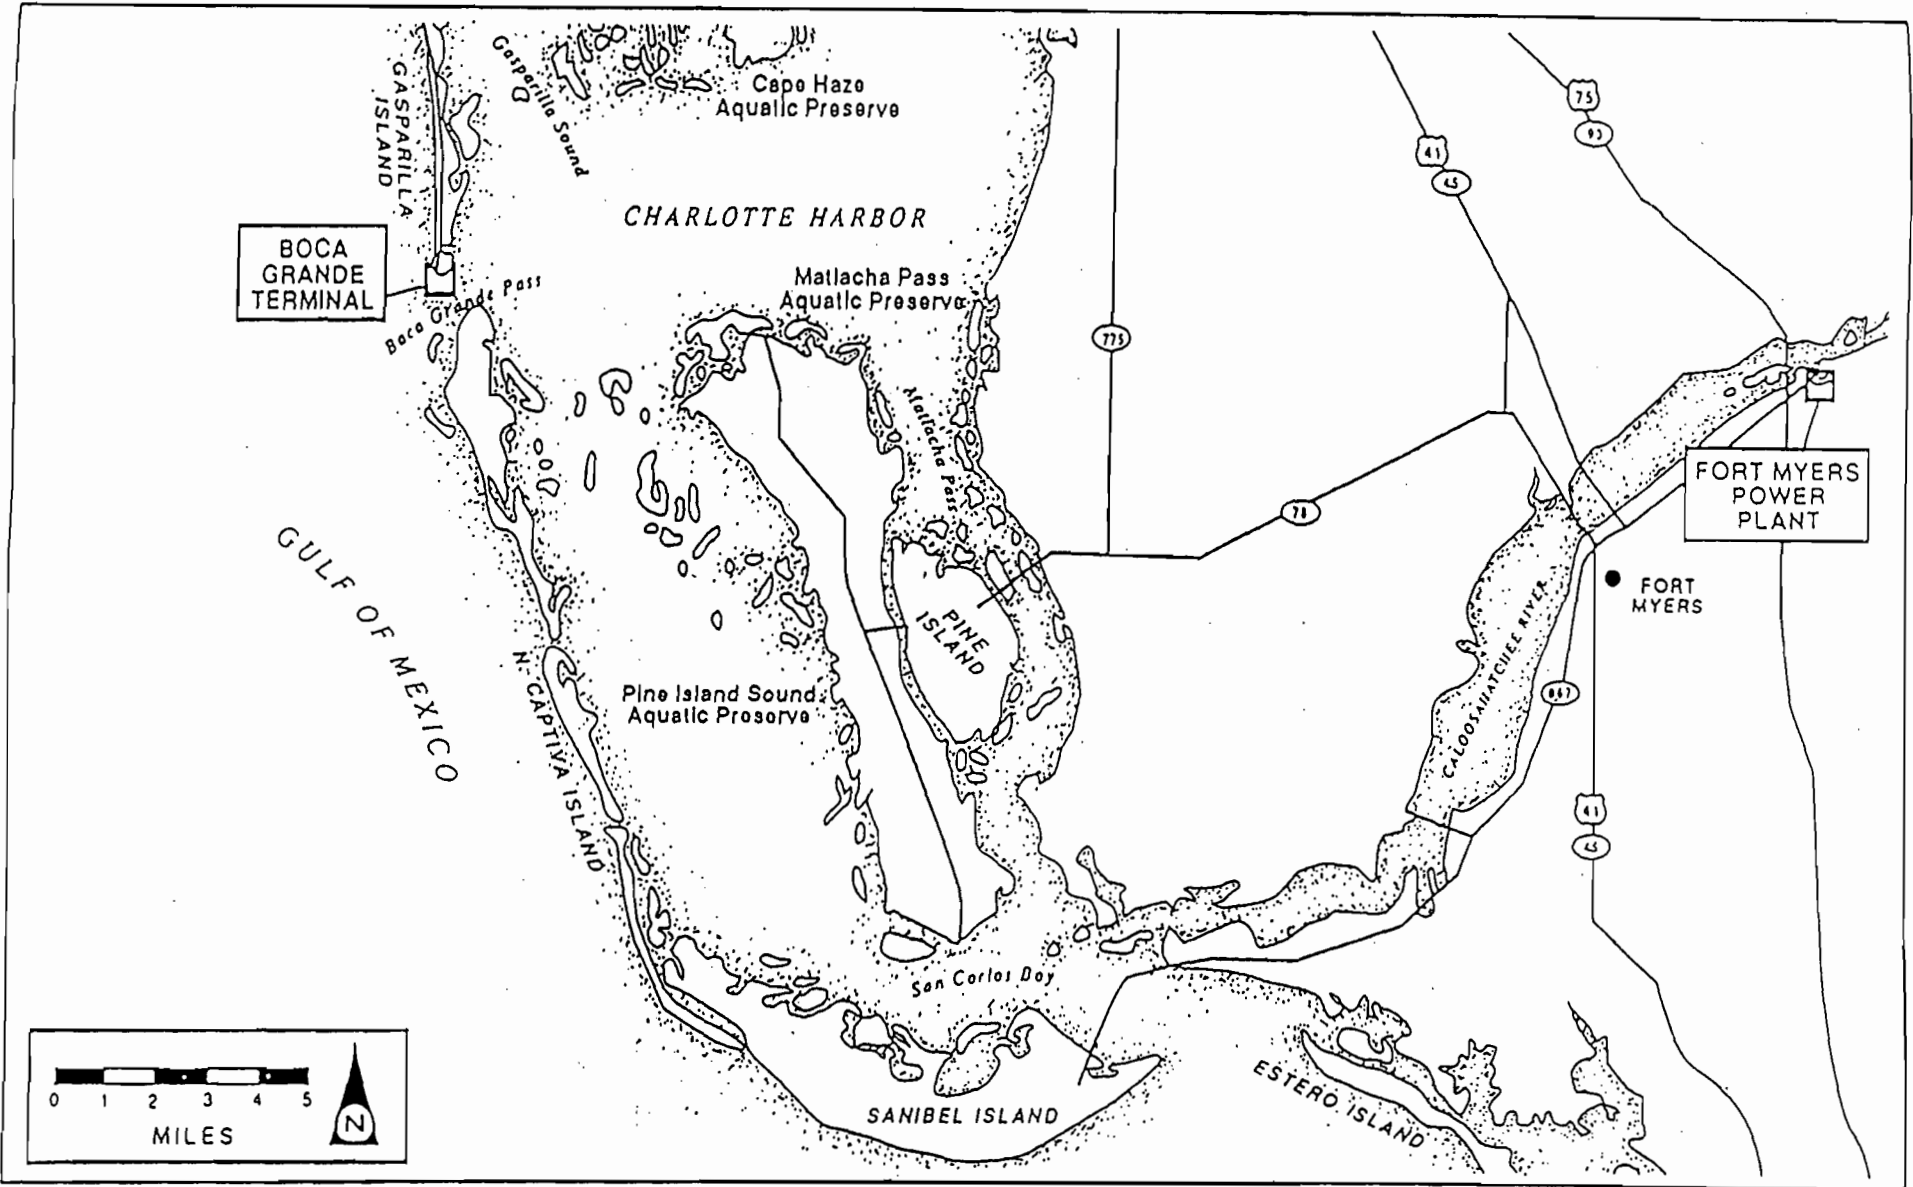 GASPARILLA
ISLAND
Gasparilla Sound
Cape Haze
Aquatic Preserve
75
93
41
45
CHARLOTTE HARBOR
BOCA
GRANDE
TERMINAL
Boca Grande Pass
Matlacha Pass
Aquatic Preserve
775
Matlacha Pass
78
FORT MYERS
POWER
PLANT
FORT
MYERS
GULF OF MEXICO
PINE
ISLAND
CALOOSAHATCHEE RIVER
867
N. CAPTIVA ISLAND
Pine Island Sound
Aquatic Preserve
41
45
San Carlos Bay
SANIBEL ISLAND
ESTERO ISLAND
0 1 2 3 4 5
MILES
N